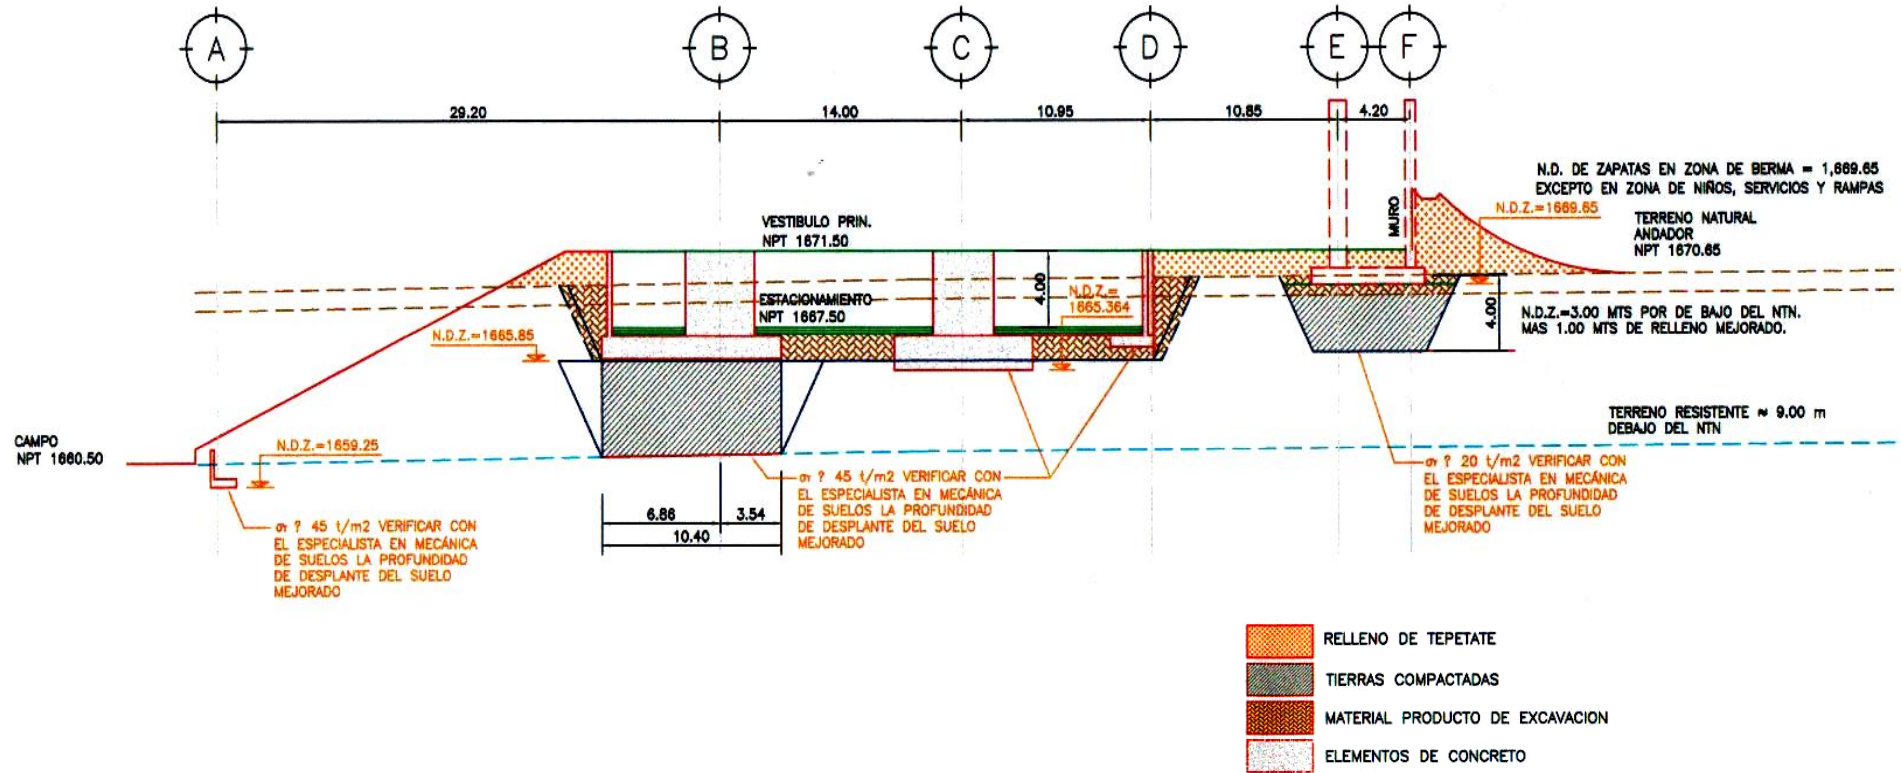 A
B
C
D
E
F
29.20
14.00
10.95
10.85
4.20
N.D. DE ZAPATAS EN ZONA DE BERMA = 1,669.65
EXCEPTO EN ZONA DE NIÑOS, SERVICIOS Y RAMPAS
N.D.Z.=1669.65
MURO
TERRENO NATURAL
ANDADOR
NPT 1670.65
VESTIBULO PRIN.
NPT 1671.50
4.00
N.D.Z.=
1665.364
ESTACIONAMIENTO
NPT 1667.50
N.D.Z.=1665.85
4.00
N.D.Z.=3.00 MTS POR DE BAJO DEL NTN.
MAS 1.00 MTS DE RELLENO MEJORADO.
TERRENO RESISTENTE ≈ 9.00 m
DEBAJO DEL NTN
CAMPO
NPT 1660.50
N.D.Z.=1659.25
σr ? 45 t/m2 VERIFICAR CON
EL ESPECIALISTA EN MECÁNICA
DE SUELOS LA PROFUNDIDAD
DE DESPLANTE DEL SUELO
MEJORADO
6.86
3.54
10.40
σr ? 45 t/m2 VERIFICAR CON
EL ESPECIALISTA EN MECÁNICA
DE SUELOS LA PROFUNDIDAD
DE DESPLANTE DEL SUELO
MEJORADO
σr ? 20 t/m2 VERIFICAR CON
EL ESPECIALISTA EN MECÁNICA
DE SUELOS LA PROFUNDIDAD
DE DESPLANTE DEL SUELO
MEJORADO
RELLENO DE TEPETATE
TIERRAS COMPACTADAS
MATERIAL PRODUCTO DE EXCAVACION
ELEMENTOS DE CONCRETO